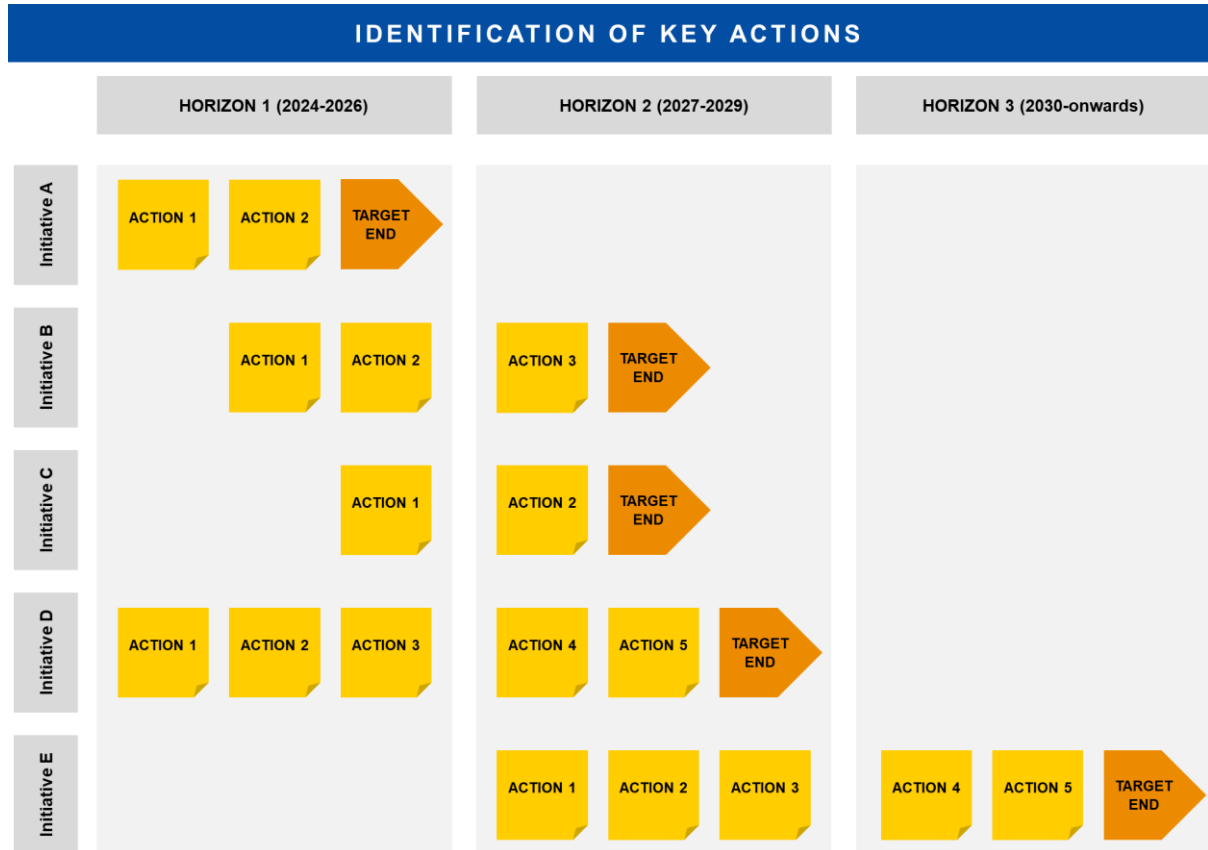 IDENTIFICATION OF KEY ACTIONS
HORIZON 1 (2024-2026)
HORIZON 2 (2027-2029)
HORIZON 3 (2030-onwards)
Initiative A
ACTION 1
ACTION 2
TARGET
END
Initiative B
ACTION 1
ACTION 2
ACTION 3
TARGET
END
Initiative C
ACTION 1
ACTION 2
TARGET
END
Initiative D
ACTION 1
ACTION 2
ACTION 3
ACTION 4
ACTION 5
TARGET
END
Initiative E
ACTION 1
ACTION 2
ACTION 3
ACTION 4
ACTION 5
TARGET
END